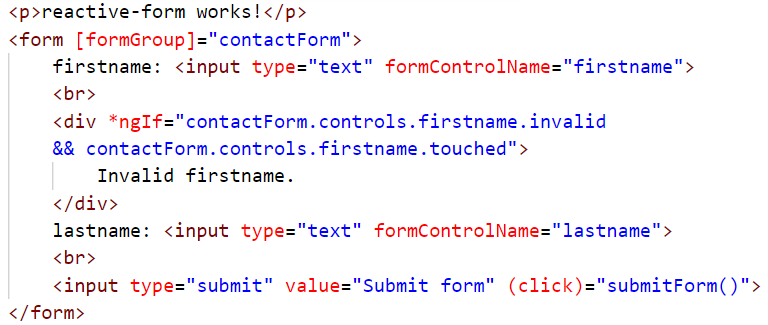 <p>reactive-form works!</p>
<form [formGroup]="contactForm">
firstname: <input type="text" formControlName="firstname">
<br>
<div *ngIf="contactForm.controls.firstname.invalid
&& contactForm.controls.firstname.touched">
Invalid firstname.
</div>
lastname: <input type="text" formControlName="lastname">
<br>
<input type="submit" value="Submit form" (click)="submitForm()">
</form>